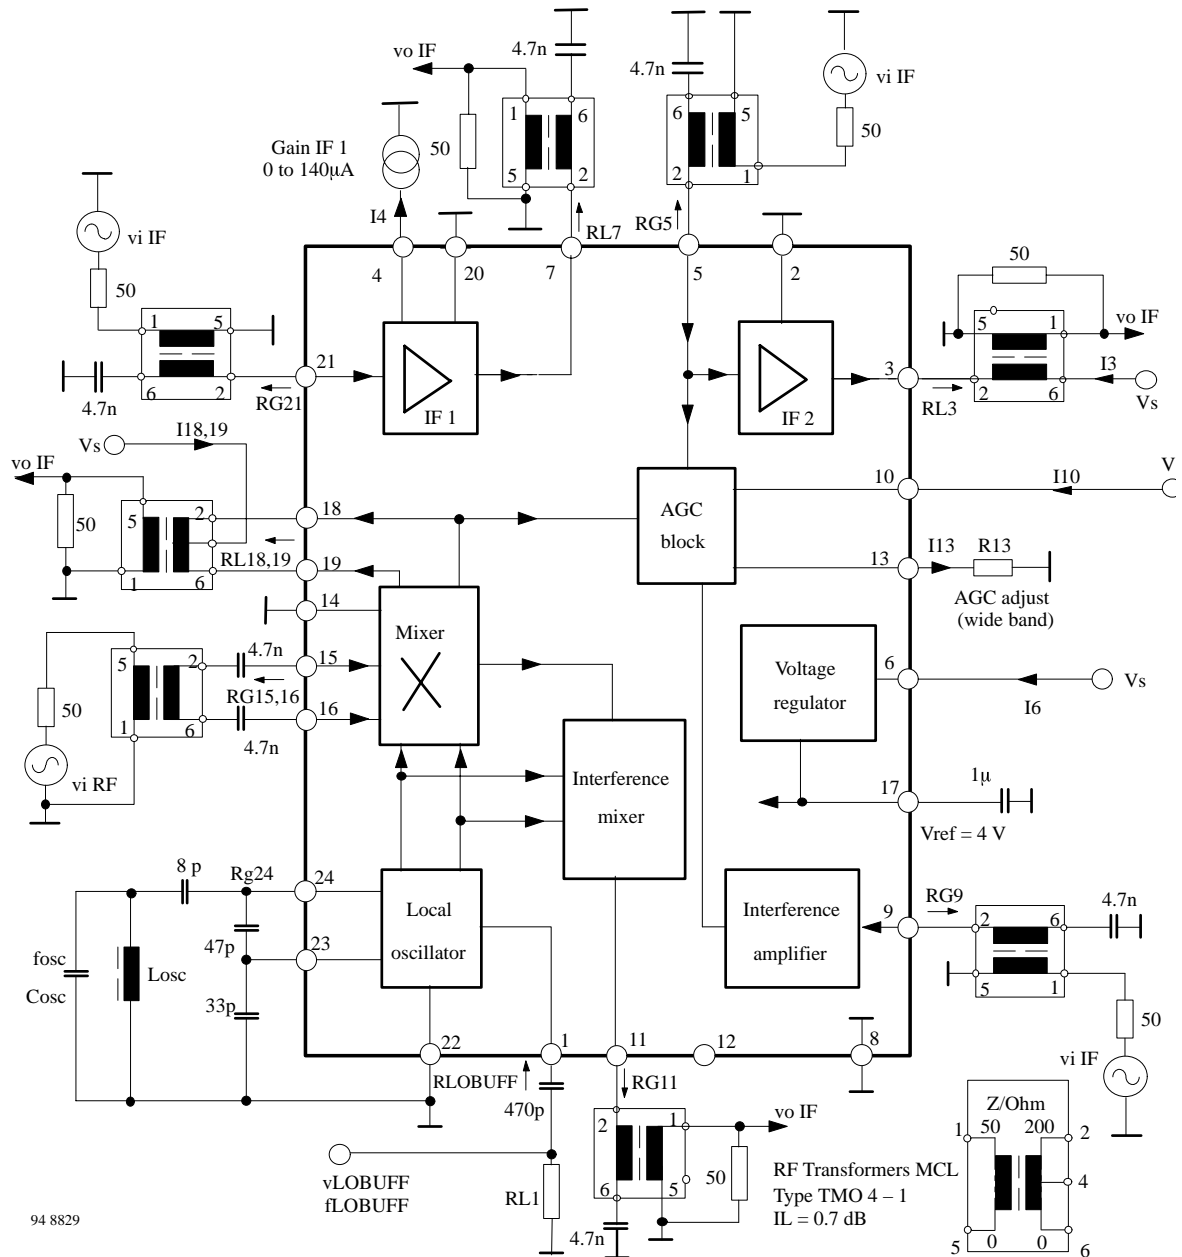 4.7n
vo IF
1
6
5
2
50
Gain IF 1
0 to 140µA
I4
RL7
4.7n
6
5
2
1
vi IF
50
RG5
vi IF
50
1
5
6
2
4.7n
RG21
21
4
20
7
5
2
IF 1
IF 2
3
50
5
1
2
6
vo IF
I3
RL3
Vs
Vs
I18,19
vo IF
50
5
2
1
6
RL18,19
18
19
14
AGC
block
10
I10
V
13
I13
R13
AGC adjust
(wide band)
Mixer
5
2
1
6
50
vi RF
4.7n
RG15,16
4.7n
15
16
Voltage
regulator
6
Vs
I6
Interference
mixer
17
1µ
Vref = 4 V
8 p
Rg24
24
47p
23
33p
fosc
Cosc
Losc
Local
oscillator
Interference
amplifier
9
RG9
2
6
5
1
4.7n
50
vi IF
22
1
11
12
8
RLOBUFF
470p
RG11
vLOBUFF
fLOBUFF
RL1
2
1
6
5
4.7n
vo IF
50
RF Transformers MCL
Type TMO 4 – 1
IL = 0.7 dB
Z/Ohm
1
50
200
2
4
5
0
0
6
94 8829